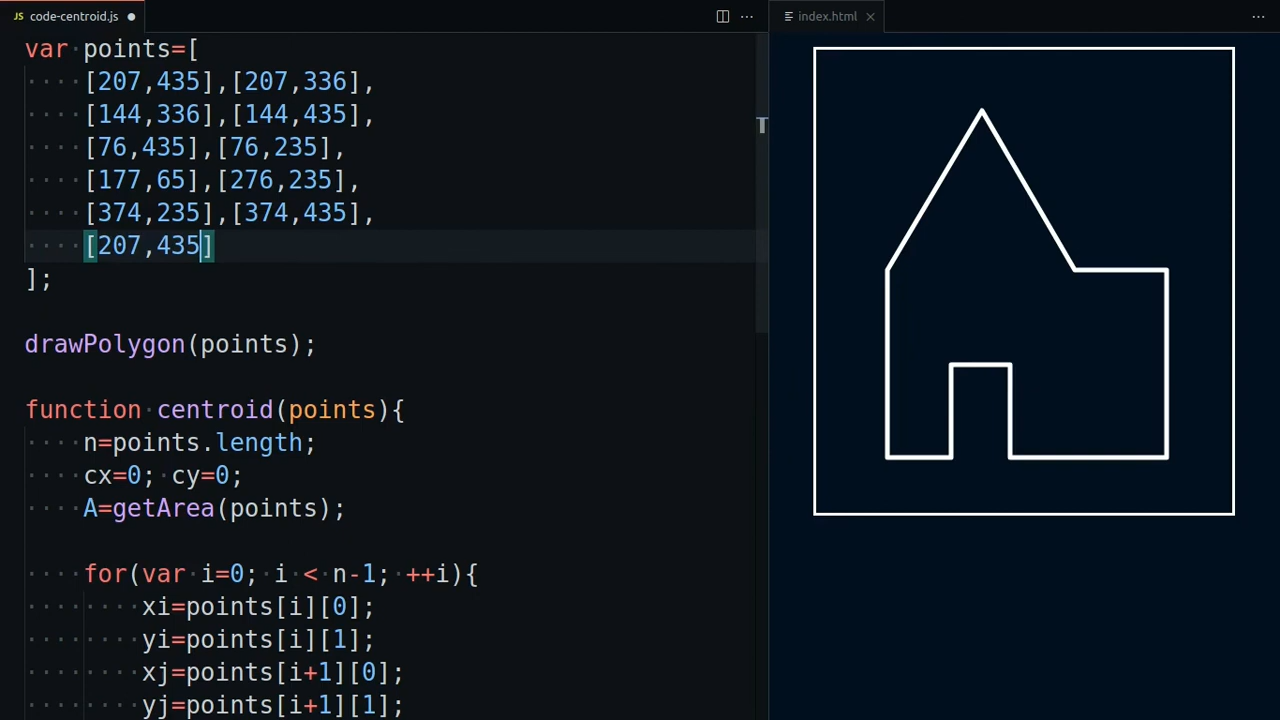 JS code-centroid.js
index.html
var points=[
[207,435],[207,336],
[144,336],[144,435],
[76,435],[76,235],
[177,65],[276,235],
[374,235],[374,435],
[207,435]
];
drawPolygon(points);
function centroid(points){
n=points.length;
cx=0; cy=0;
A=getArea(points);
for(var i=0; i < n-1; ++i){
xi=points[i][0];
yi=points[i][1];
xj=points[i+1][0];
yj=points[i+1][1];